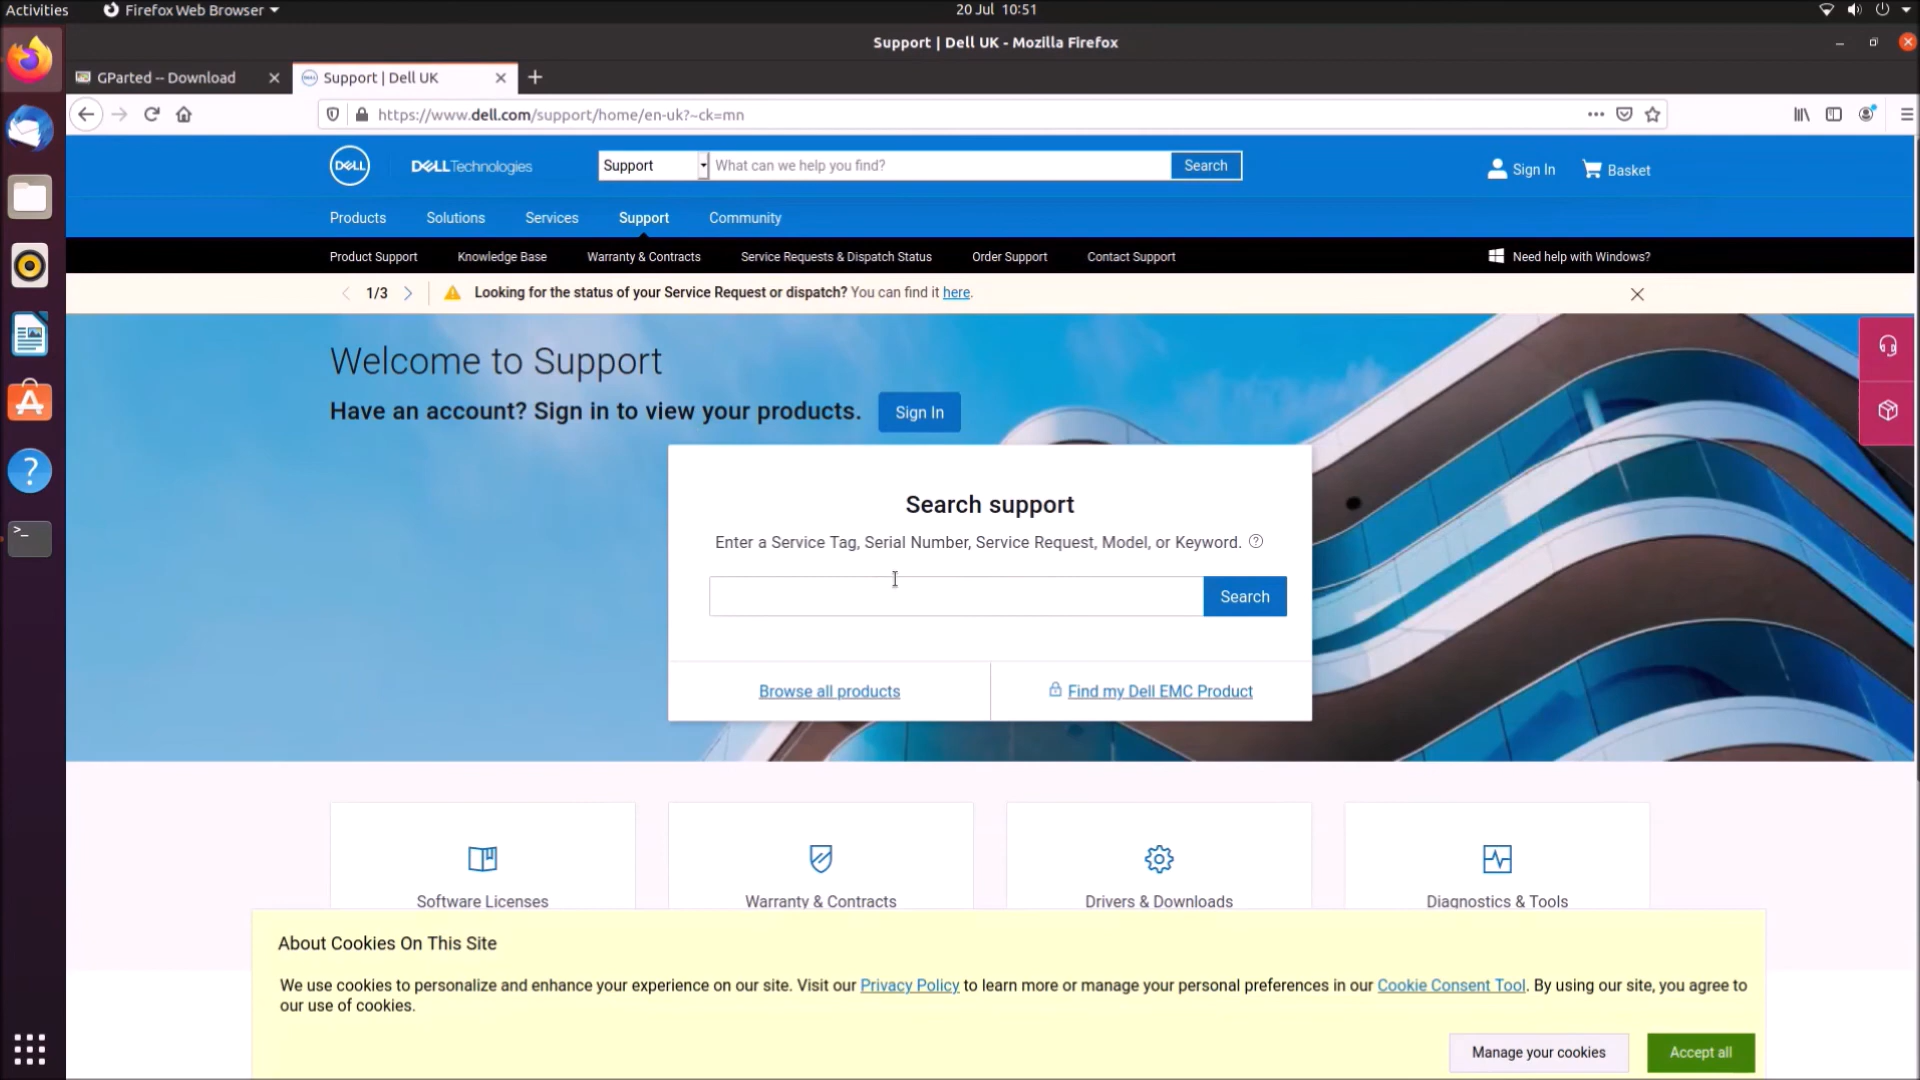 Activities
Firefox Web Browser
20 Jul 10:51
Support | Dell UK - Mozilla Firefox
GParted -- Download
Support | Dell UK
https://www.dell.com/support/home/en-uk?~ck=mn
DELL
DELLTechnologies
Support
What can we help you find?
Search
Sign In
Basket
Products
Solutions
Services
Support
Community
Product Support
Knowledge Base
Warranty & Contracts
Service Requests & Dispatch Status
Order Support
Contact Support
Need help with Windows?
1/3
Looking for the status of your Service Request or dispatch? You can find it here.
Welcome to Support
Have an account? Sign in to view your products.
Sign In
Search support
Enter a Service Tag, Serial Number, Service Request, Model, or Keyword.
Search
Browse all products
Find my Dell EMC Product
Software Licenses
Warranty & Contracts
Drivers & Downloads
Diagnostics & Tools
About Cookies On This Site
We use cookies to personalize and enhance your experience on our site. Visit our Privacy Policy to learn more or manage your personal preferences in our Cookie Consent Tool. By using our site, you agree to
our use of cookies.
Manage your cookies
Accept all